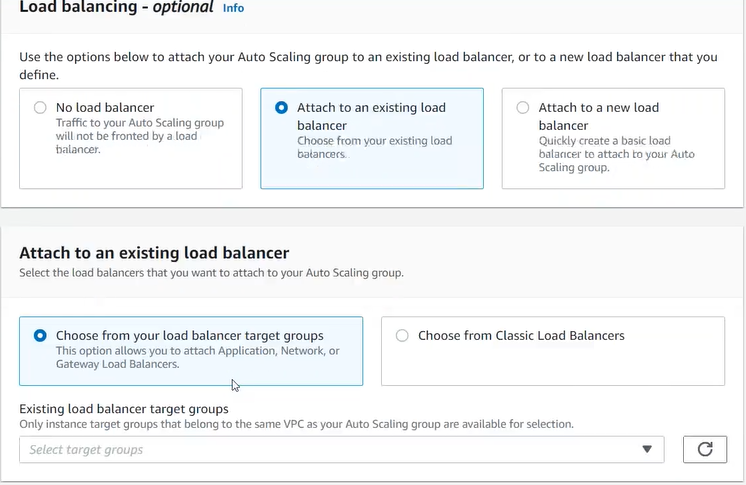 Load balancing - optional Info
Use the options below to attach your Auto Scaling group to an existing load balancer, or to a new load balancer that you
define.
No load balancer
Traffic to your Auto Scaling group
will not be fronted by a load
balancer.
Attach to an existing load
balancer
Choose from your existing load
balancers.
Attach to a new load
balancer
Quickly create a basic load
balancer to attach to your Auto
Scaling group.
Attach to an existing load balancer
Select the load balancers that you want to attach to your Auto Scaling group.
Choose from your load balancer target groups
This option allows you to attach Application, Network, or
Gateway Load Balancers.
Choose from Classic Load Balancers
Existing load balancer target groups
Only instance target groups that belong to the same VPC as your Auto Scaling group are available for selection.
Select target groups